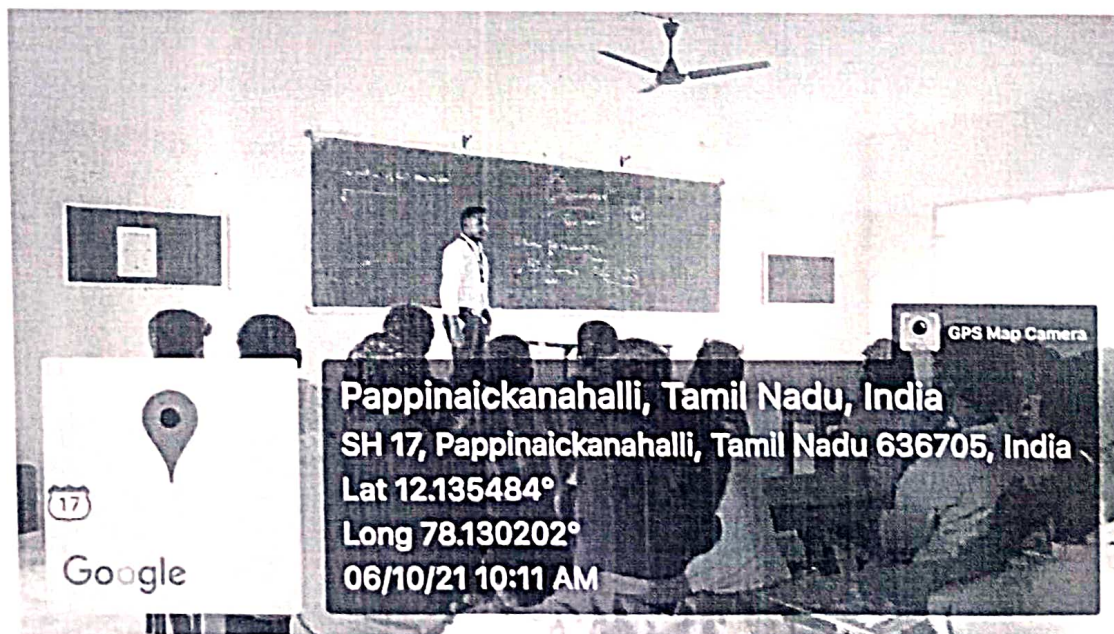 GPS Map Camera
Pappinaickanahalli, Tamil Nadu, India
SH 17, Pappinaickanahalli, Tamil Nadu 636705, India
Lat 12.135484°
Long 78.130202°
06/10/21 10:11 AM
17
Google